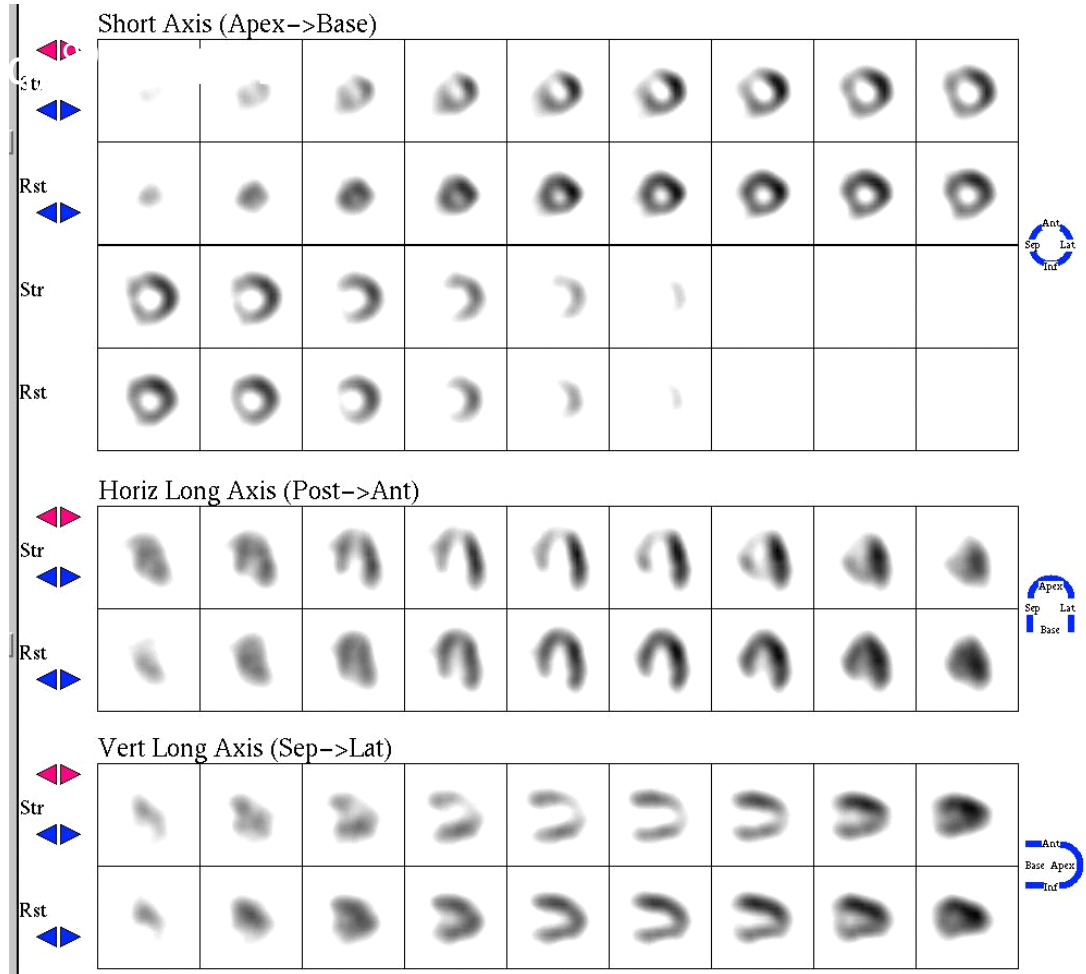 Short Axis (Apex->Base)
Rst
Ant
Sep Lat
Inf
Str
Rst
Horiz Long Axis (Post->Ant)
Str
Apex
Sep Lat
Base
Rst
Vert Long Axis (Sep->Lat)
Str
Ant
Base Apex
Inf
Rst